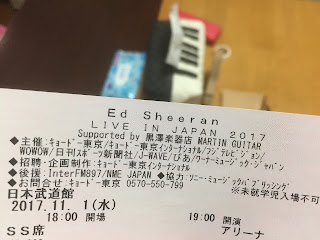 Ed Sheeran
LIVE IN JAPAN 2017
Supported by 黒澤楽器店 MARTIN GUITAR
◆主催:キョードー東京/キョードー東京インターナショナル/フジテレビジョン/
WOWOW/日刊スポーツ新聞社/J-WAVE/ぴあ/ワーナーミュージック・ジャパン
◆招聘・企画制作:キョードー東京インターナショナル
◆後援:InterFM897/NME JAPAN ◆協力 ソニー・ミュージックパブリッシング
◆お問合せ:キョードー東京 0570-550-799 ※未就学児入場不可
日本武道館
2017.11. 1(水)
18:00 開場 19:00 開演
SS席 アリーナ